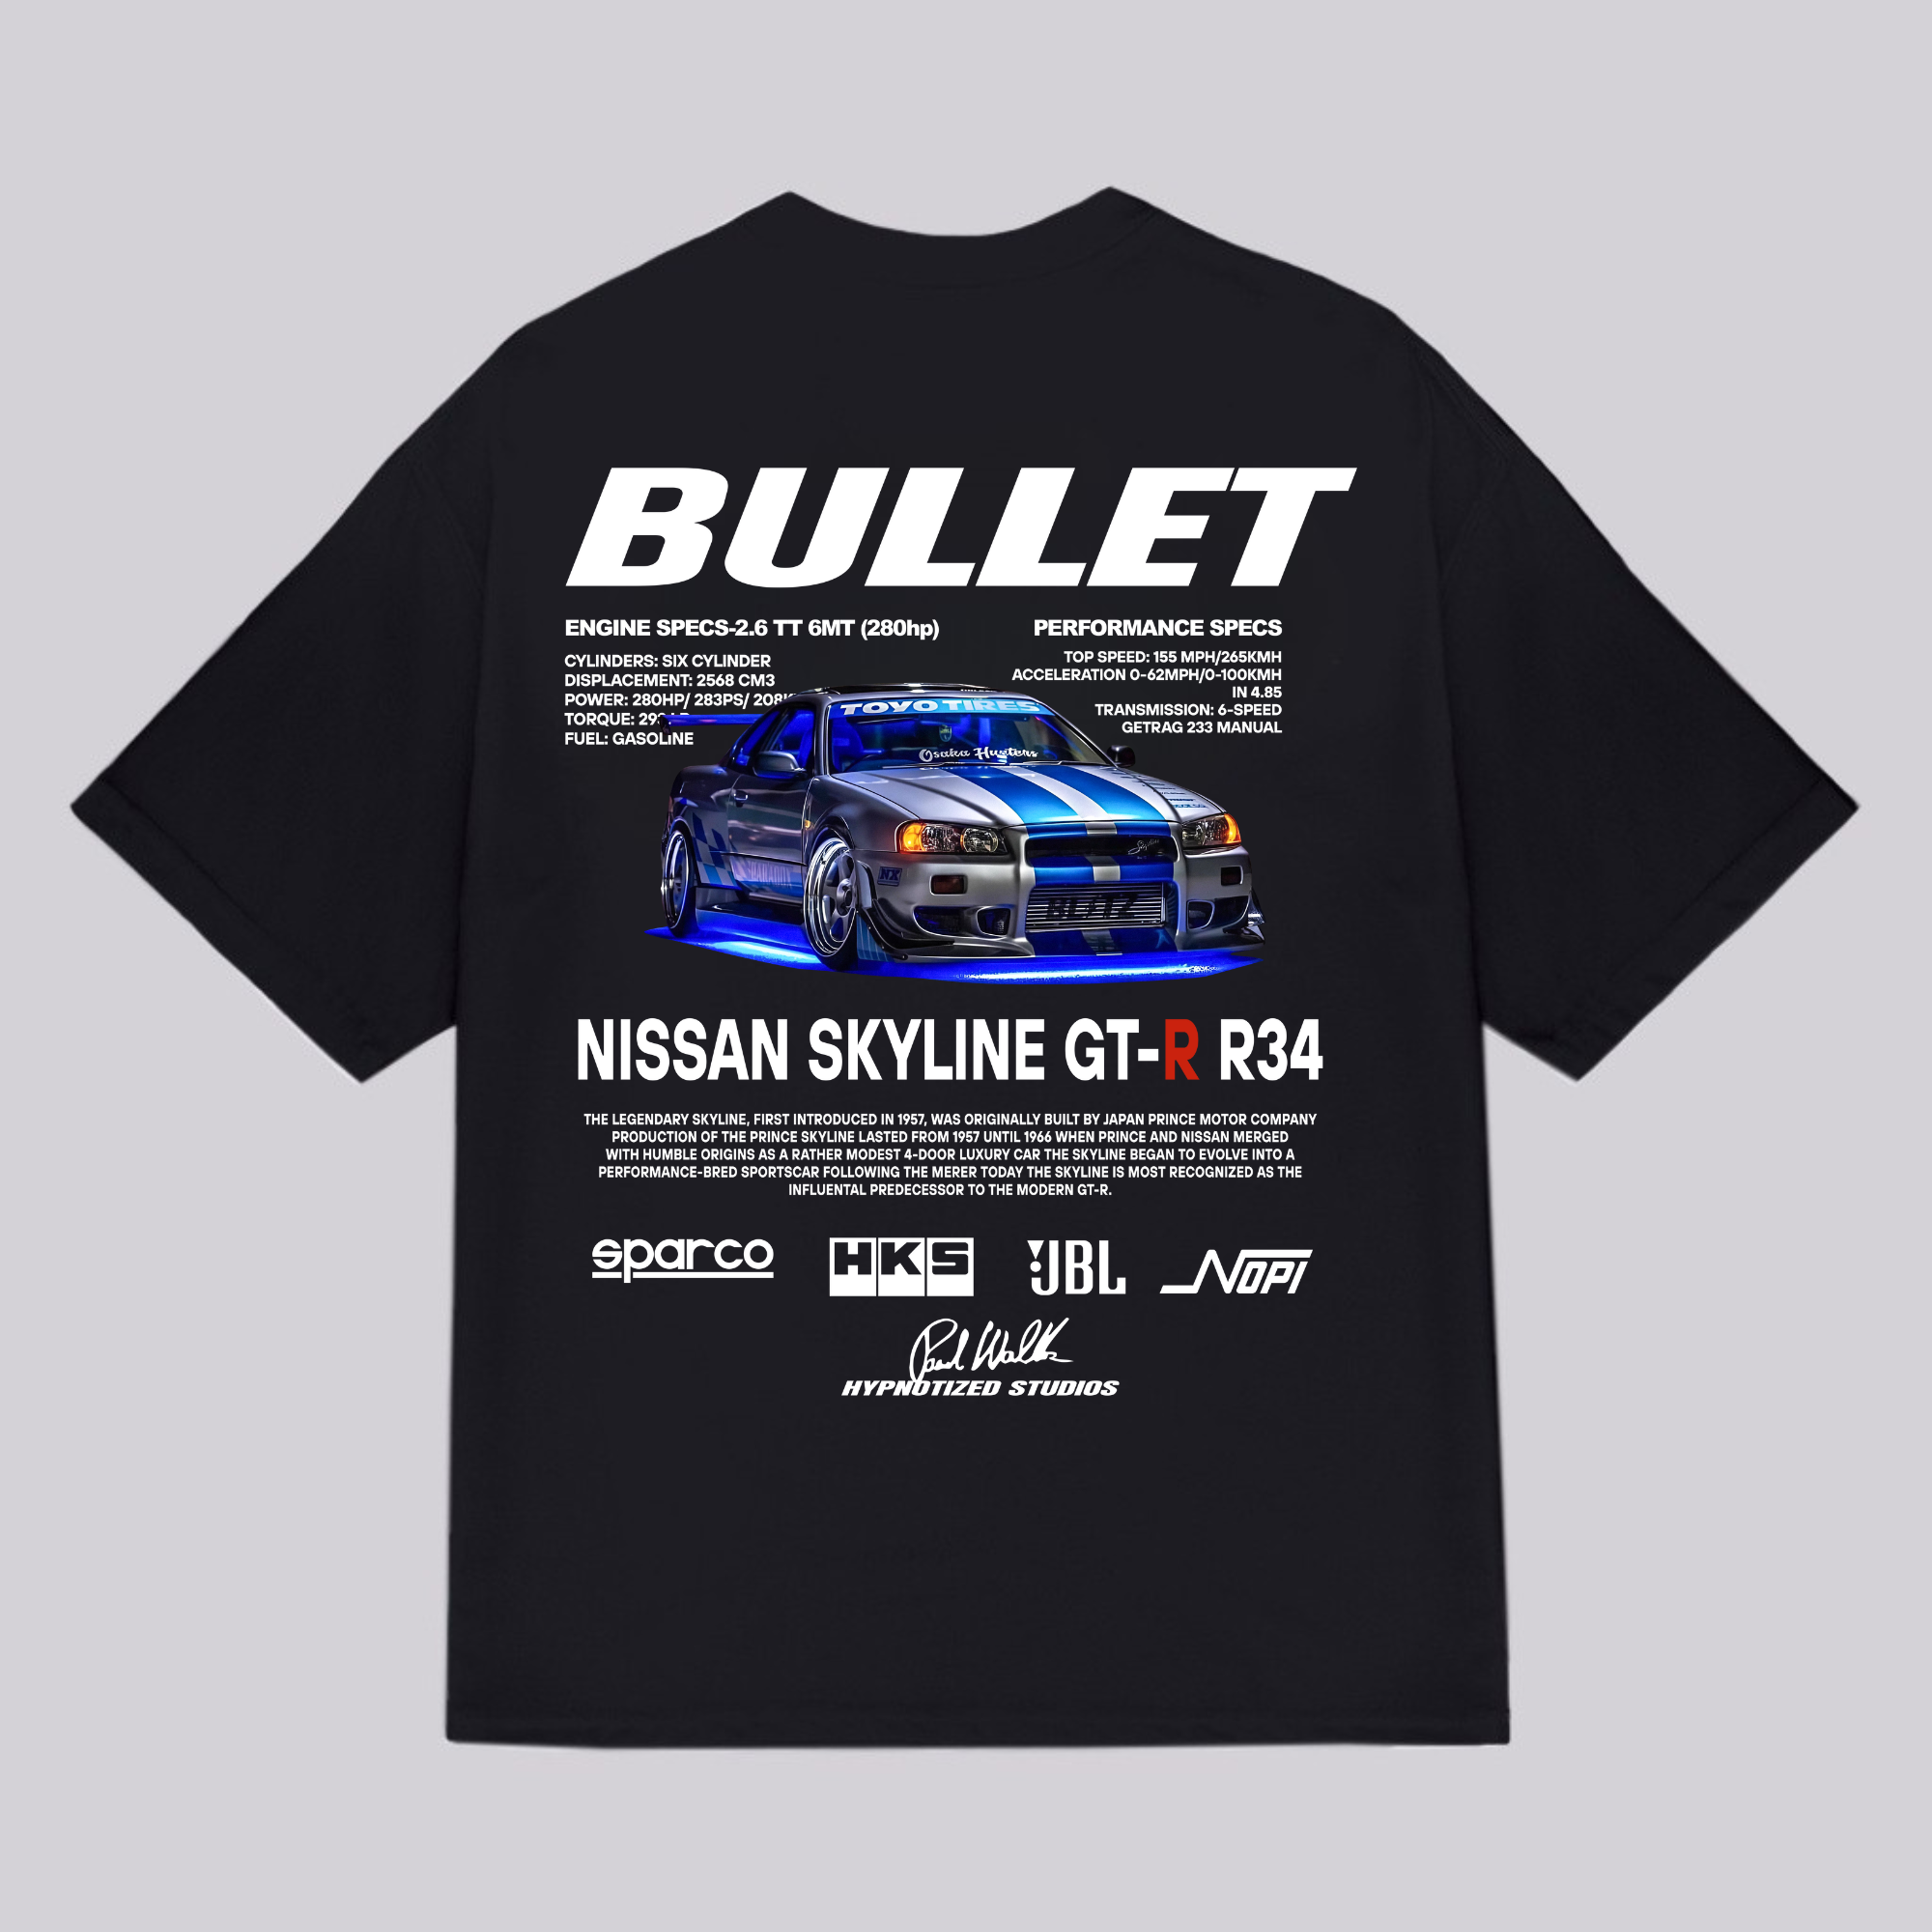 BULLET
ENGINE SPECS-2.6 TT 6MT (280hp)
CYLINDERS: SIX CYLINDER
DISPLACEMENT: 2568 CM3
POWER: 280HP/ 283PS/
TORQUE:
FUEL: GASOLINE
PERFORMANCE SPECS
TOP SPEED: 155 MPH/265KMH
ACCELERATION 0-62MPH/0-100KMH
IN 4.85
TRANSMISSION: 6-SPEED
GETRAG 233 MANUAL
TOYO TIRES
Osaka Hustlers
Skyline
NX
BLITZ
NISSAN SKYLINE GT-R R34
THE LEGENDARY SKYLINE, FIRST INTRODUCED IN 1957, WAS ORIGINALLY BUILT BY JAPAN PRINCE MOTOR COMPANY
PRODUCTION OF THE PRINCE SKYLINE LASTED FROM 1957 UNTIL 1966 WHEN PRINCE AND NISSAN MERGED
WITH HUMBLE ORIGINS AS A RATHER MODEST 4-DOOR LUXURY CAR THE SKYLINE BEGAN TO EVOLVE INTO A
PERFORMANCE-BRED SPORTSCAR FOLLOWING THE MERER TODAY THE SKYLINE IS MOST RECOGNIZED AS THE
INFLUENTAL PREDECESSOR TO THE MODERN GT-R.
sparco
HKS
JBL
NOPI
Paul Walker
HYPNOTIZED STUDIOS